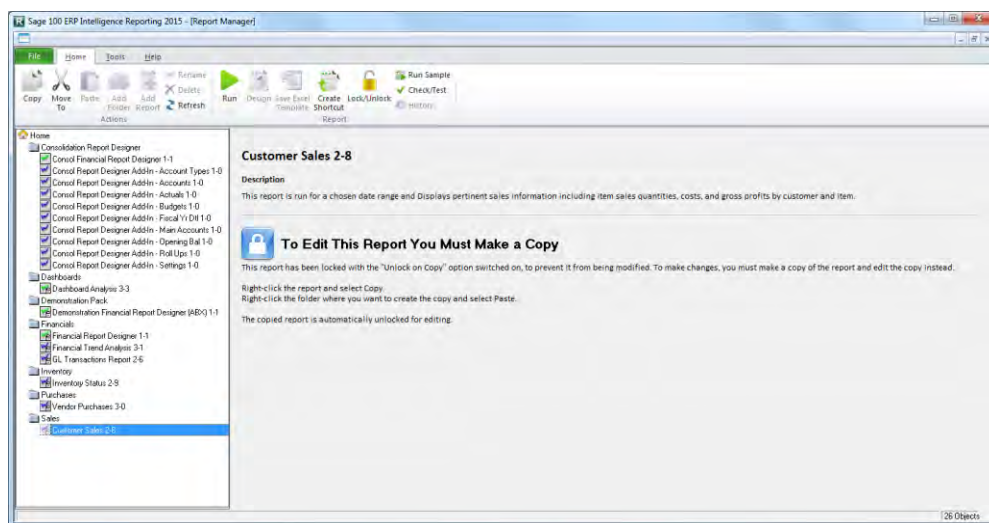 Sage 100 ERP Intelligence Reporting 2015 - [Report Manager]
File Home Tools Help
Copy Move To Paste Add Folder Add Report Rename Delete Refresh
Run Design Save Excel Template Create Shortcut Lock/Unlock Run Sample Check/Test History
Actions Report
Home
Consolidation Report Designer
Consol Financial Report Designer 1-1
Consol Report Designer Add-In - Account Types 1-0
Consol Report Designer Add-In - Accounts 1-0
Consol Report Designer Add-In - Actuals 1-0
Consol Report Designer Add-In - Budgets 1-0
Consol Report Designer Add-In - Fiscal Yr Dtl 1-0
Consol Report Designer Add-In - Main Accounts 1-0
Consol Report Designer Add-In - Opening Bal 1-0
Consol Report Designer Add-In - Roll Ups 1-0
Consol Report Designer Add-In - Settings 1-0
Dashboards
Dashboard Analysis 3-3
Demonstration Pack
Demonstration Financial Report Designer (ABX) 1-1
Financials
Financial Report Designer 1-1
Financial Trend Analysis 3-1
GL Transactions Report 2-6
Inventory
Inventory Status 2-9
Purchases
Vendor Purchases 3-0
Sales
Customer Sales 2-8
Customer Sales 2-8
Description
This report is run for a chosen date range and Displays pertinent sales information including item sales quantities, costs, and gross profits by customer and item.
To Edit This Report You Must Make a Copy
This report has been locked with the "Unlock on Copy" option switched on, to prevent it from being modified. To make changes, you must make a copy of the report and edit the copy instead.
Right-click the report and select Copy.
Right-click the folder where you want to create the copy and select Paste.
The copied report is automatically unlocked for editing.
26 Objects